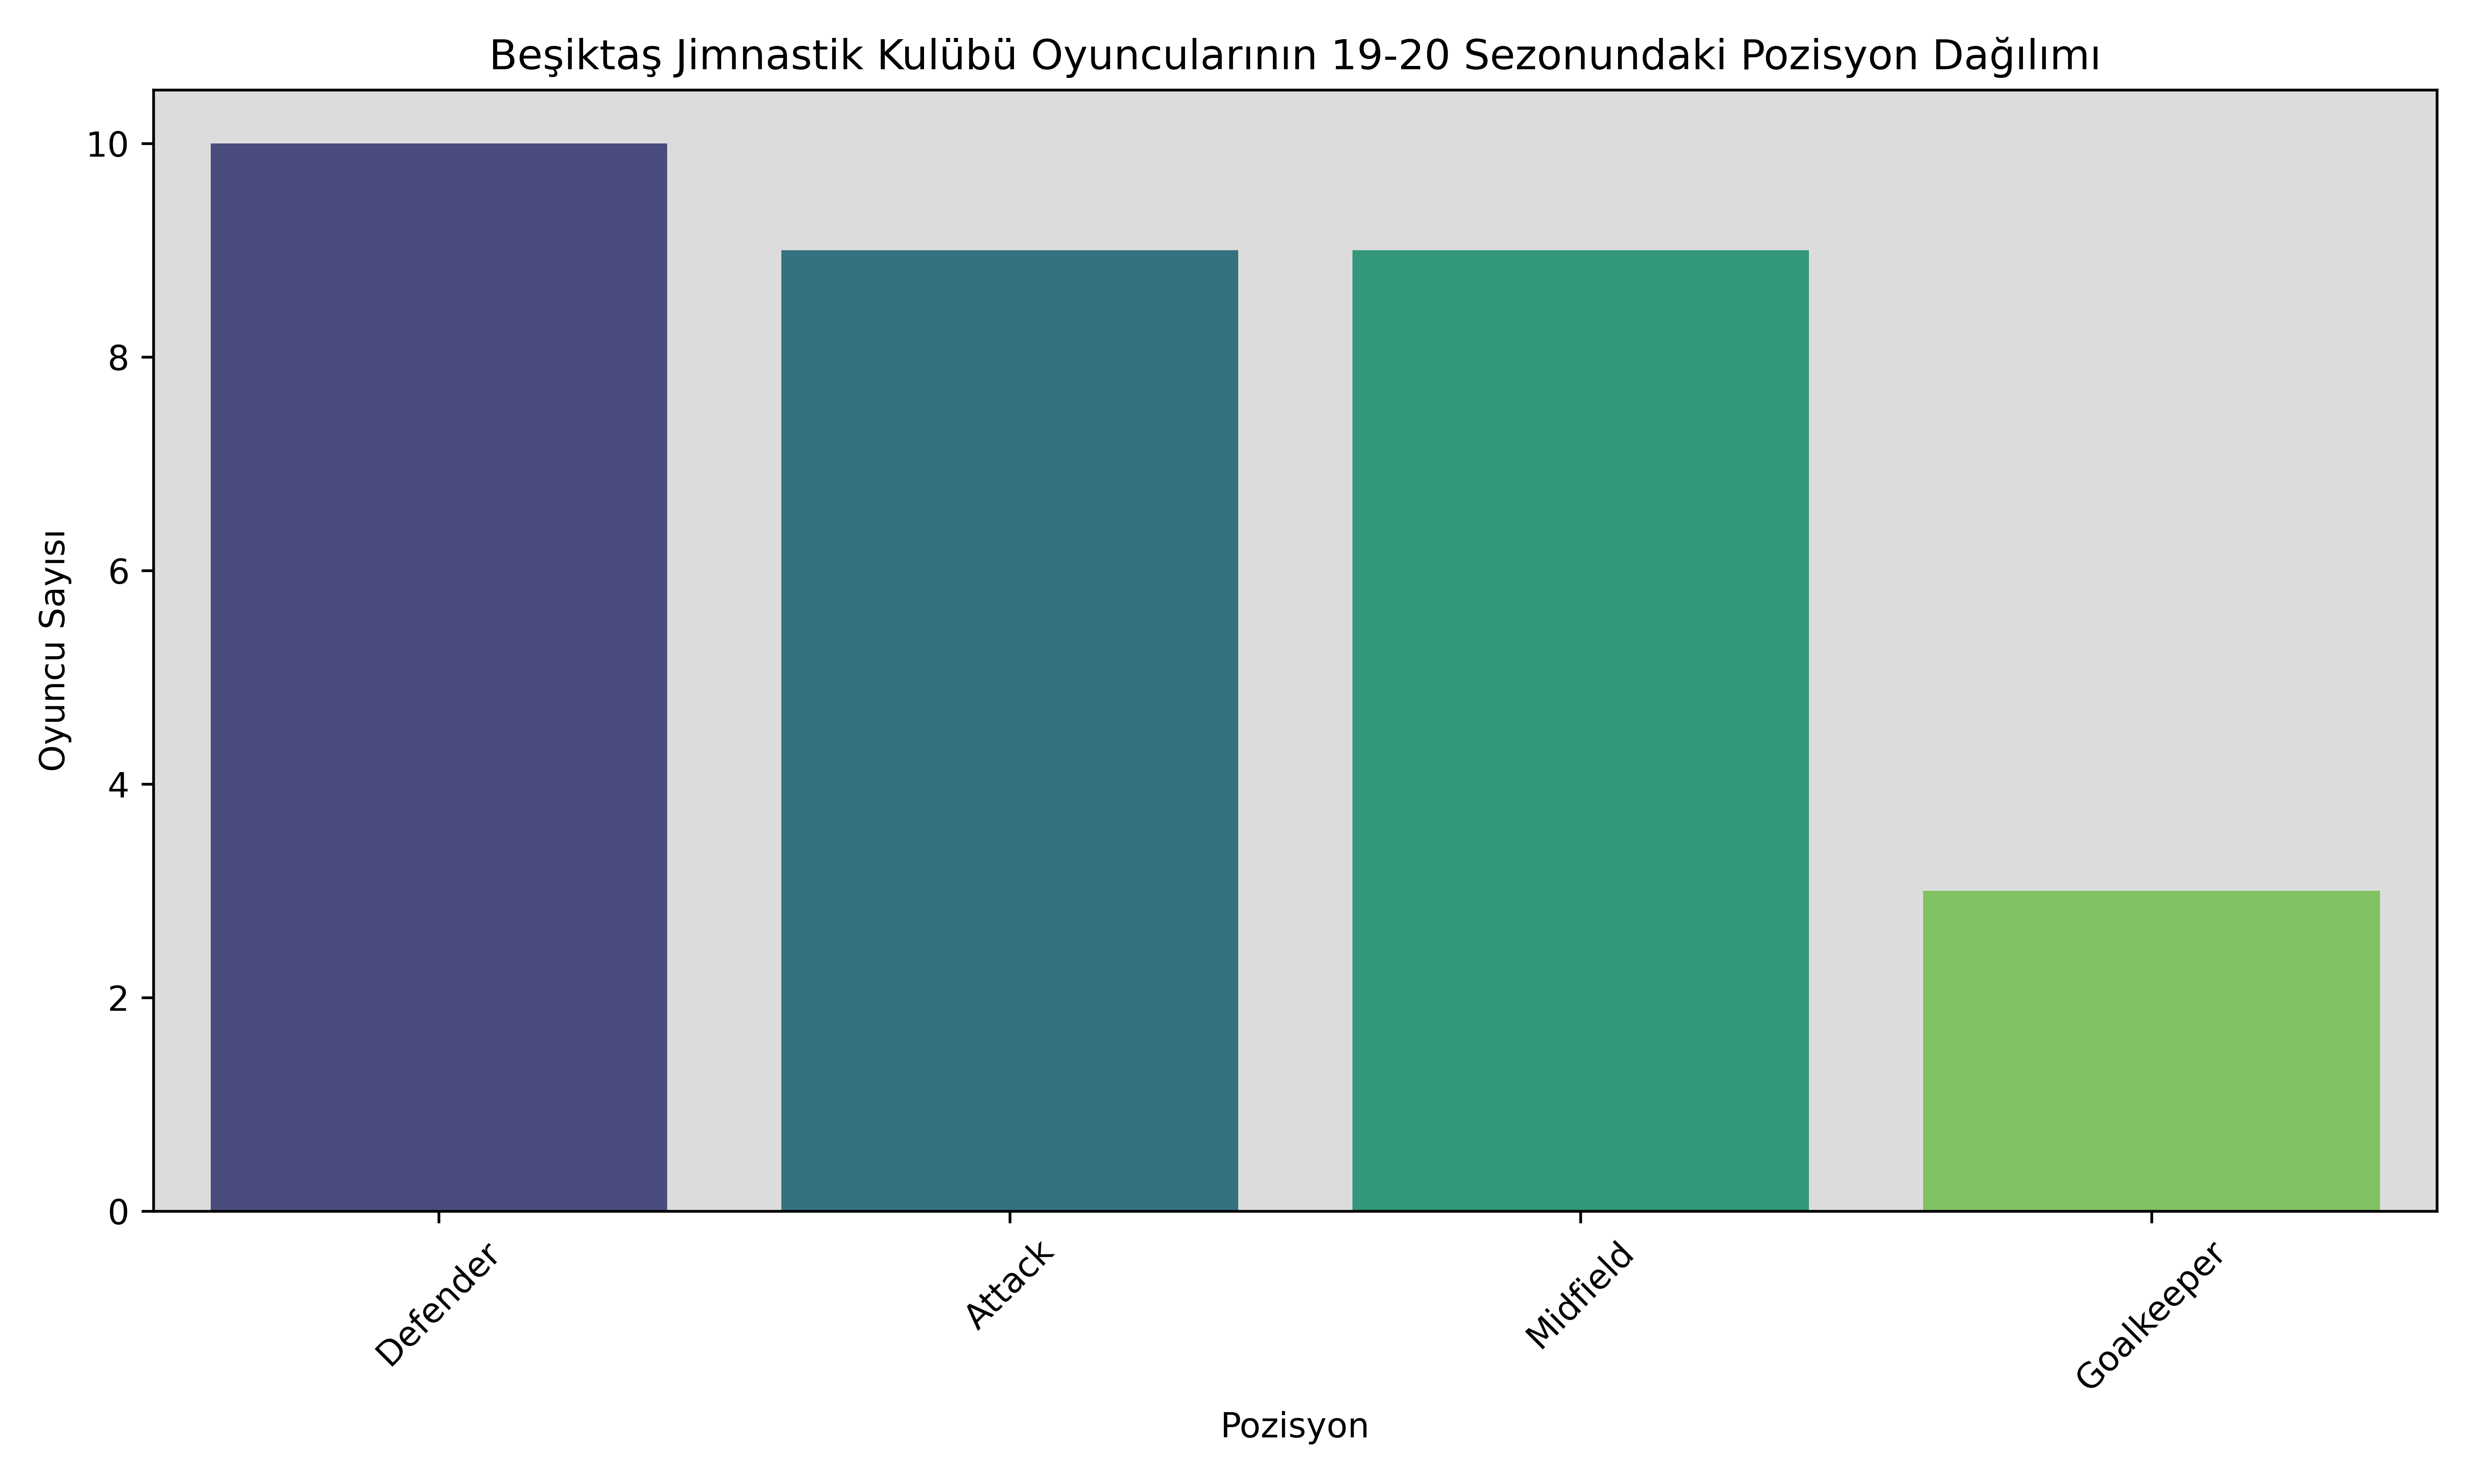 Beşiktaş Jimnastik Kulübü Oyuncularının 19-20 Sezonundaki Pozisyon Dağılımı
10
8
6
4
2
0
Oyuncu Sayısı
Defender
Attack
Midfield
Goalkeeper
Pozisyon